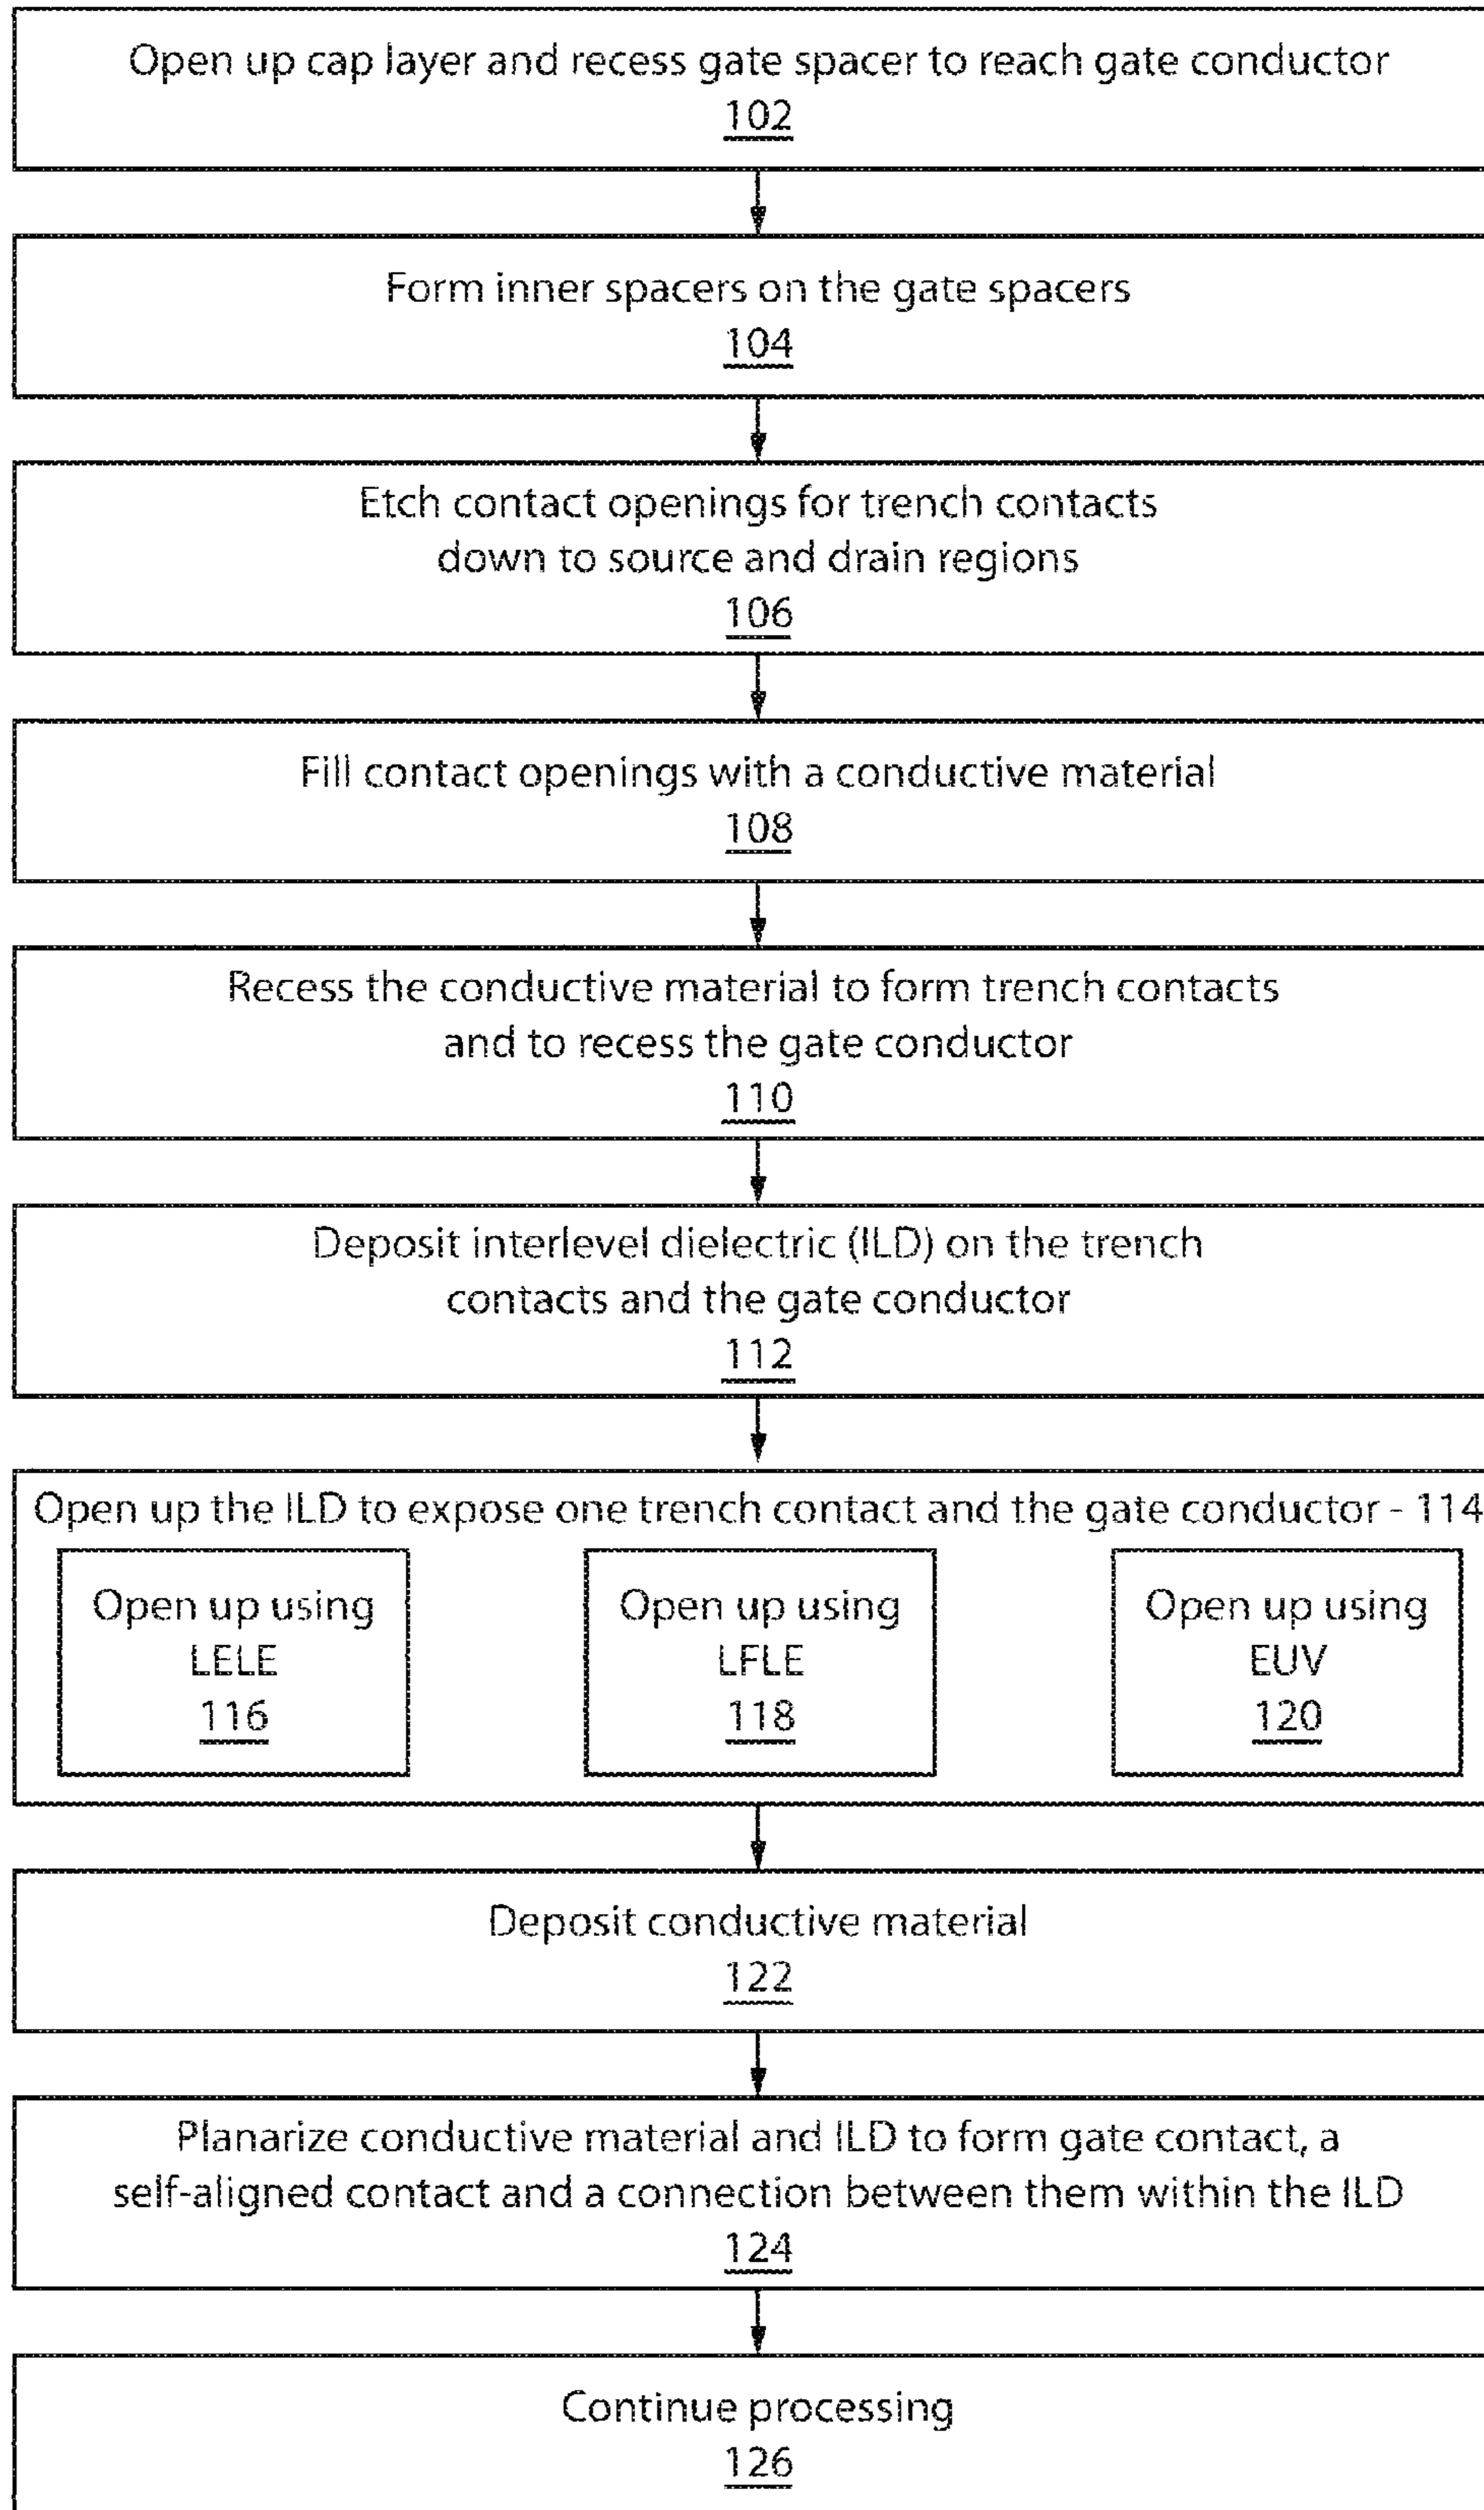 Open up cap layer and recess gate spacer to reach gate conductor
102
Form inner spacers on the gate spacers
104
Etch contact openings for trench contacts
down to source and drain regions
106
Fill contact openings with a conductive material
108
Recess the conductive material to form trench contacts
and to recess the gate conductor
110
Deposit interlevel dielectric (ILD) on the trench
contacts and the gate conductor
112
Open up the ILD to expose one trench contact and the gate conductor - 114
Open up using
LELE
116
Open up using
LFLE
118
Open up using
EUV
120
Deposit conductive material
122
Planarize conductive material and ILD to form gate contact, a
self-aligned contact and a connection between them within the ILD
124
Continue processing
126